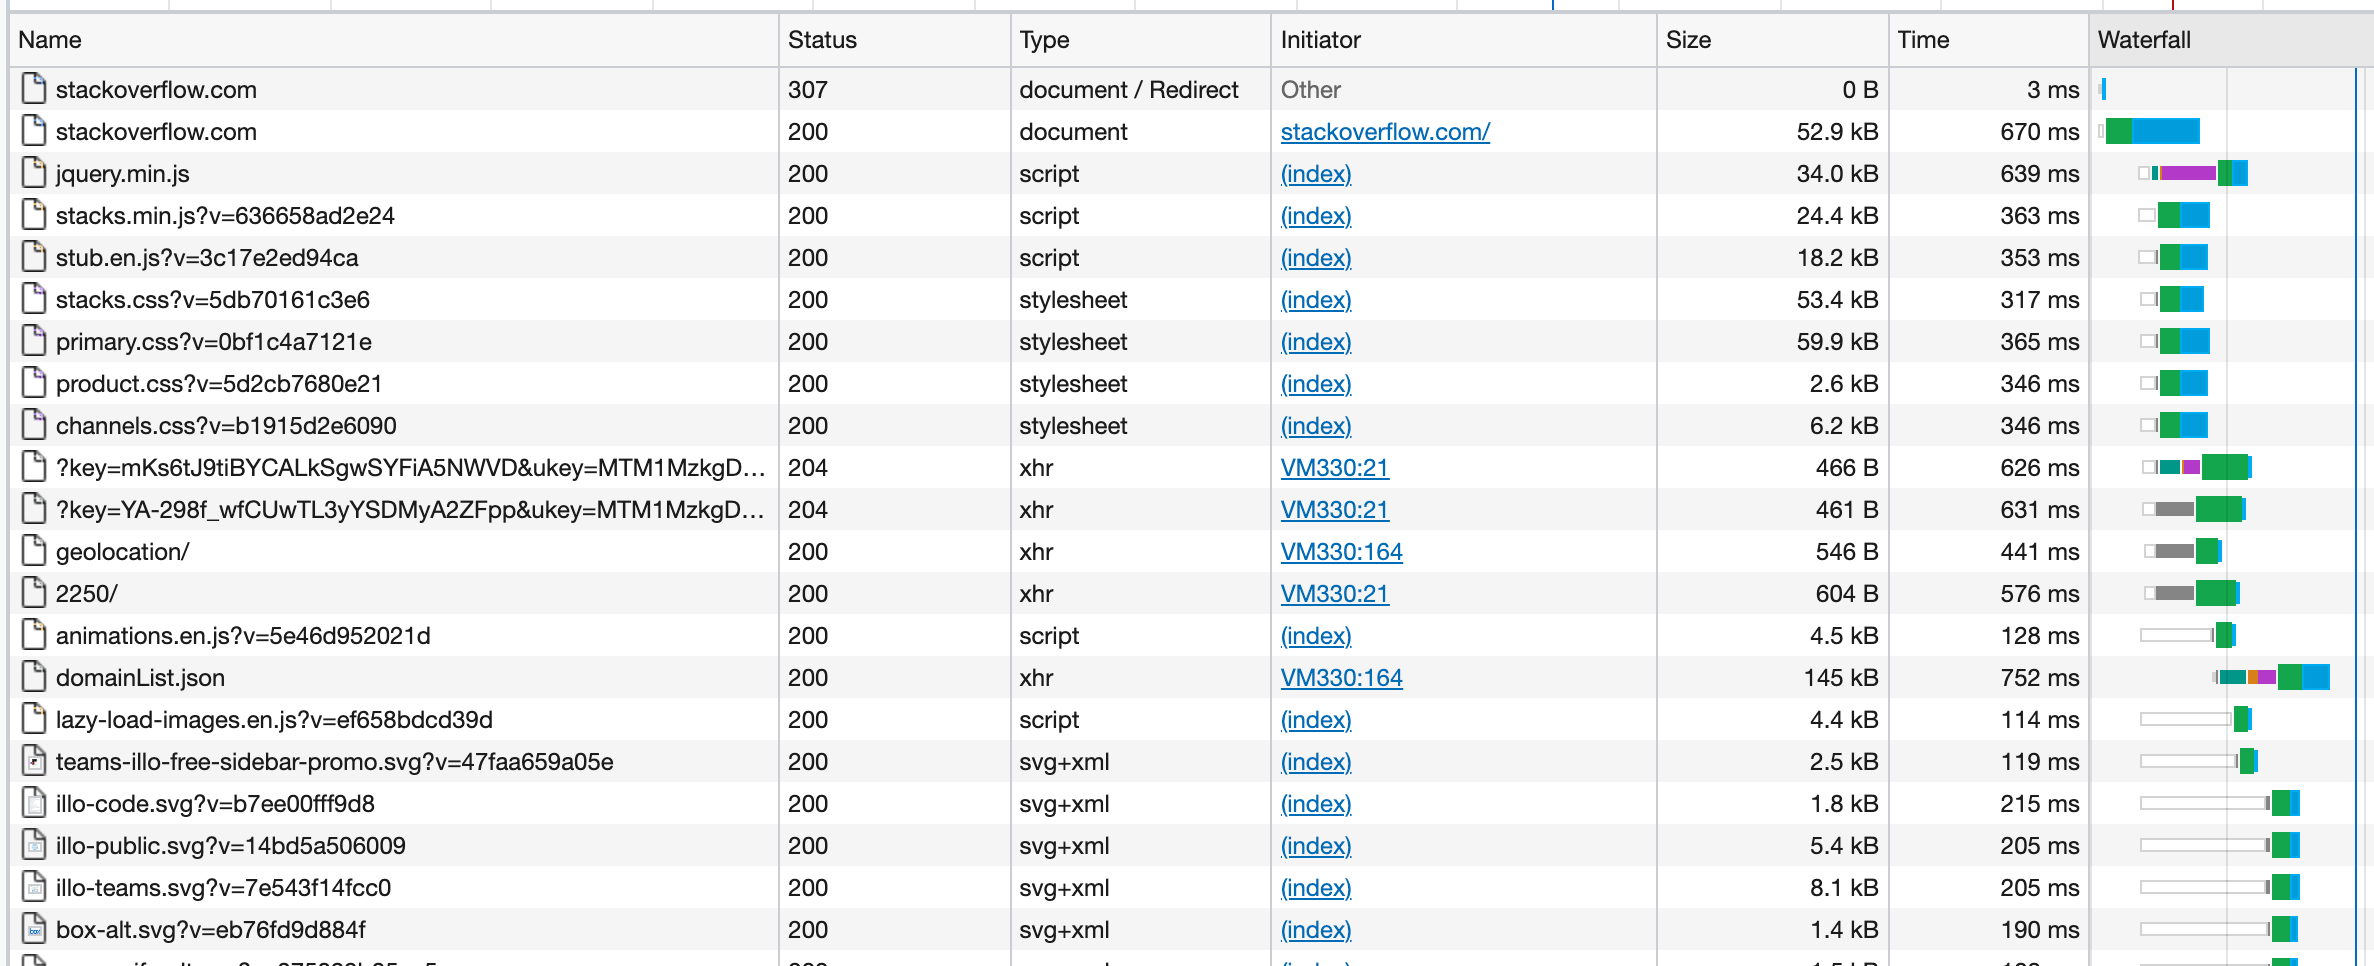 Name Status Type Initiator Size Time Waterfall
stackoverflow.com 307 document / Redirect Other 0 B 3 ms
stackoverflow.com 200 document stackoverflow.com/ 52.9 kB 670 ms
jquery.min.js 200 script (index) 34.0 kB 639 ms
stacks.min.js?v=636658ad2e24 200 script (index) 24.4 kB 363 ms
stub.en.js?v=3c17e2ed94ca 200 script (index) 18.2 kB 353 ms
stacks.css?v=5db70161c3e6 200 stylesheet (index) 53.4 kB 317 ms
primary.css?v=0bf1c4a7121e 200 stylesheet (index) 59.9 kB 365 ms
product.css?v=5d2cb7680e21 200 stylesheet (index) 2.6 kB 346 ms
channels.css?v=b1915d2e6090 200 stylesheet (index) 6.2 kB 346 ms
?key=mKs6tJ9tiBYCALkSgwSYFiA5NWVD&ukey=MTM1MzkgD… 204 xhr VM330:21 466 B 626 ms
?key=YA-298f_wfCUwTL3yYSDMyA2ZFpp&ukey=MTM1MzkgD… 204 xhr VM330:21 461 B 631 ms
geolocation/ 200 xhr VM330:164 546 B 441 ms
2250/ 200 xhr VM330:21 604 B 576 ms
animations.en.js?v=5e46d952021d 200 script (index) 4.5 kB 128 ms
domainList.json 200 xhr VM330:164 145 kB 752 ms
lazy-load-images.en.js?v=ef658bdcd39d 200 script (index) 4.4 kB 114 ms
teams-illo-free-sidebar-promo.svg?v=47faa659a05e 200 svg+xml (index) 2.5 kB 119 ms
illo-code.svg?v=b7ee00fff9d8 200 svg+xml (index) 1.8 kB 215 ms
illo-public.svg?v=14bd5a506009 200 svg+xml (index) 5.4 kB 205 ms
illo-teams.svg?v=7e543f14fcc0 200 svg+xml (index) 8.1 kB 205 ms
box-alt.svg?v=eb76fd9d884f 200 svg+xml (index) 1.4 kB 190 ms